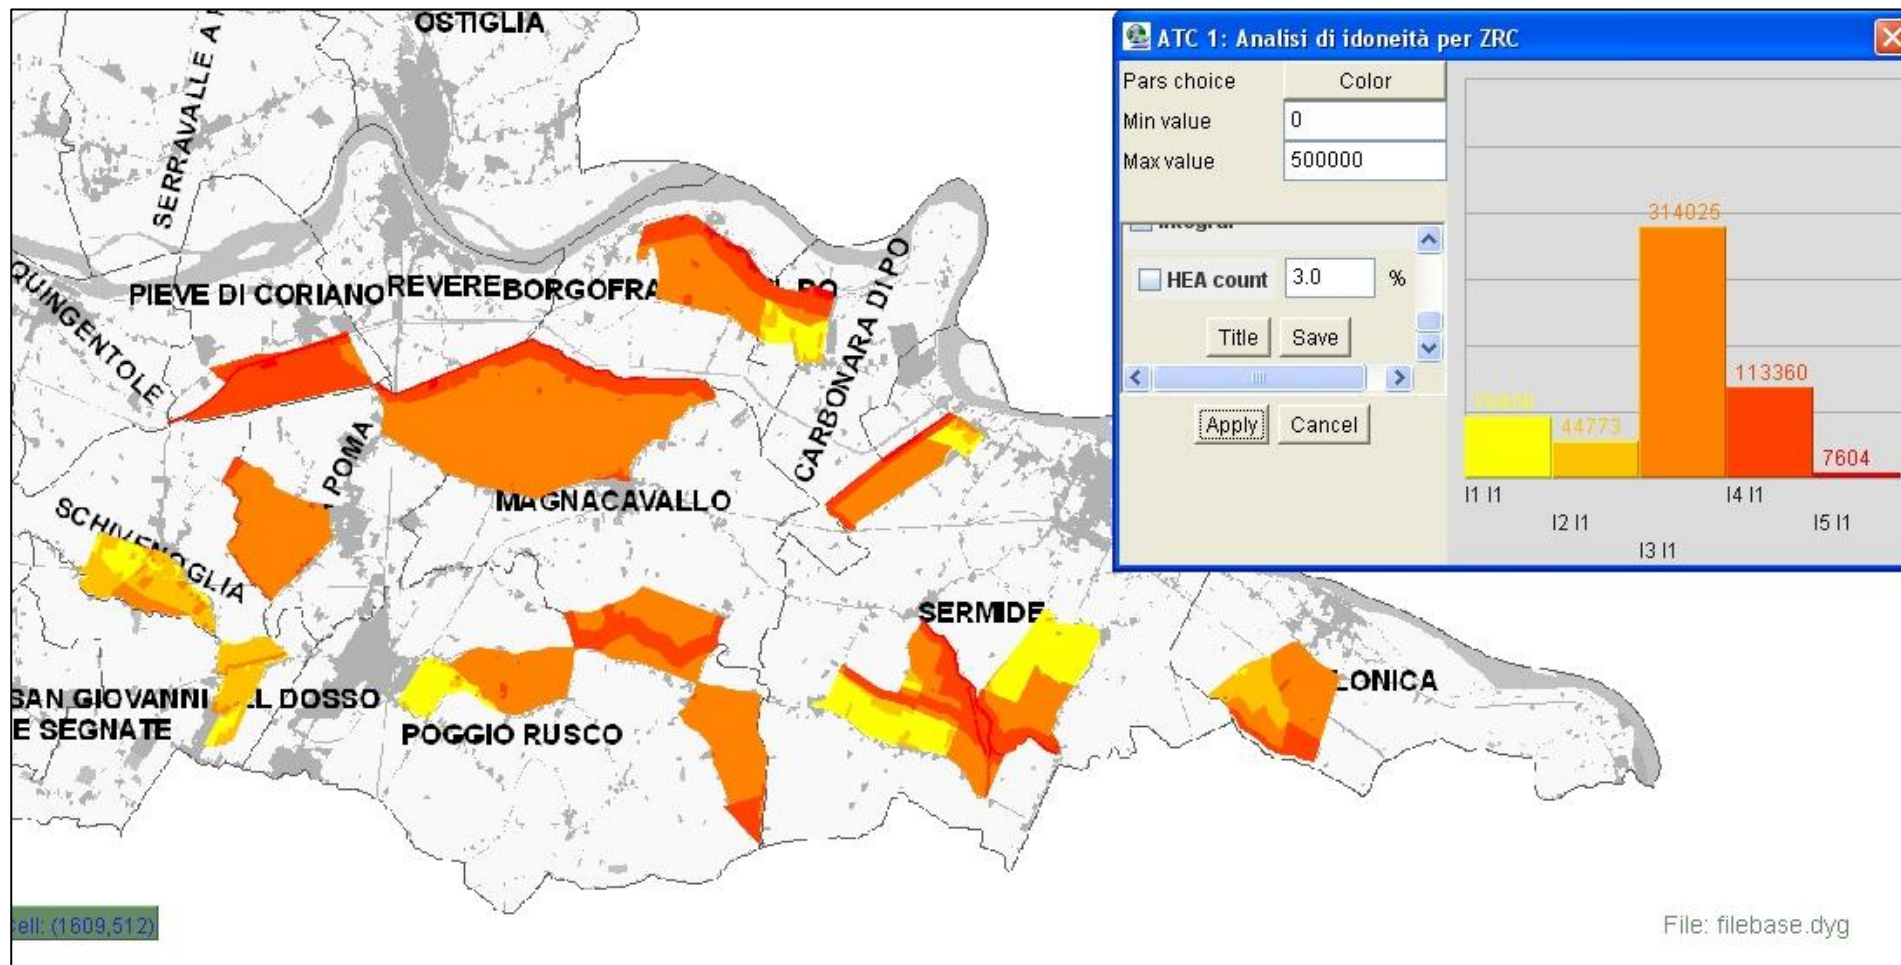 OSTIGLIA
SERRAVALLE A
QUINGENTOLE
PIEVE DI CORIANO
REVERE
BORGOFRA
PO
CARBONARA DI PO
POMA
MAGNACAVALLO
SCHIVENOGLIA
SERMIDE
SAN GIOVANNI
L DOSSO
E SEGNATE
POGGIO RUSCO
LONICA
ell: (1609,512)
File: filebase.dyg
ATC 1: Analisi di idoneità per ZRC
Pars choice Color
Min value 0
Max value 500000
Integral
HEA count 3.0 %
Title Save
Apply Cancel
314025
113360
44773
7604
I1 I1
I2 I1
I3 I1
I4 I1
I5 I1